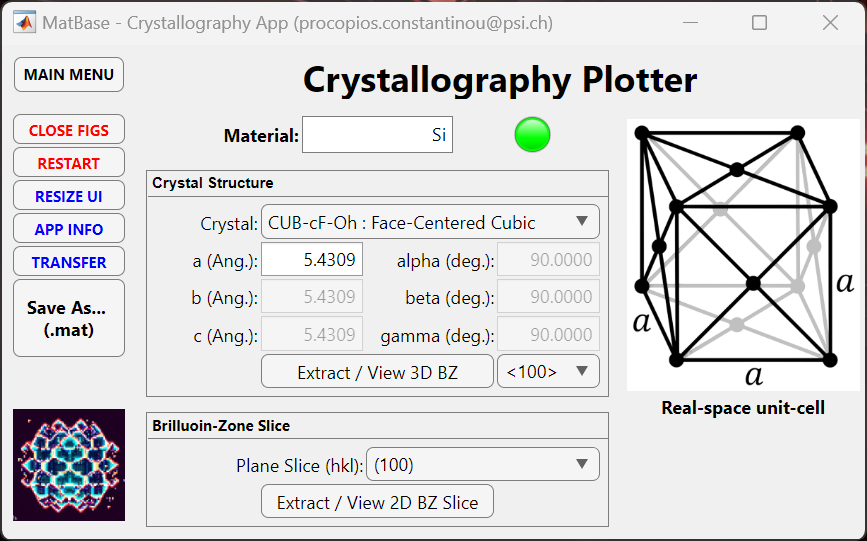 MatBase - Crystallography App (procopios.constantinou@psi.ch)
MAIN MENU
CLOSE FIGS
RESTART
RESIZE UI
APP INFO
TRANSFER
Save As...
(.mat)
Crystallography Plotter
Material: Si
Crystal Structure
Crystal: CUB-cF-Oh : Face-Centered Cubic
a (Ang.): 5.4309 alpha (deg.): 90.0000
b (Ang.): 5.4309 beta (deg.): 90.0000
c (Ang.): 5.4309 gamma (deg.): 90.0000
Extract / View 3D BZ <100>
Brilluoin-Zone Slice
Plane Slice (hkl): (100)
Extract / View 2D BZ Slice
a
a
a
Real-space unit-cell